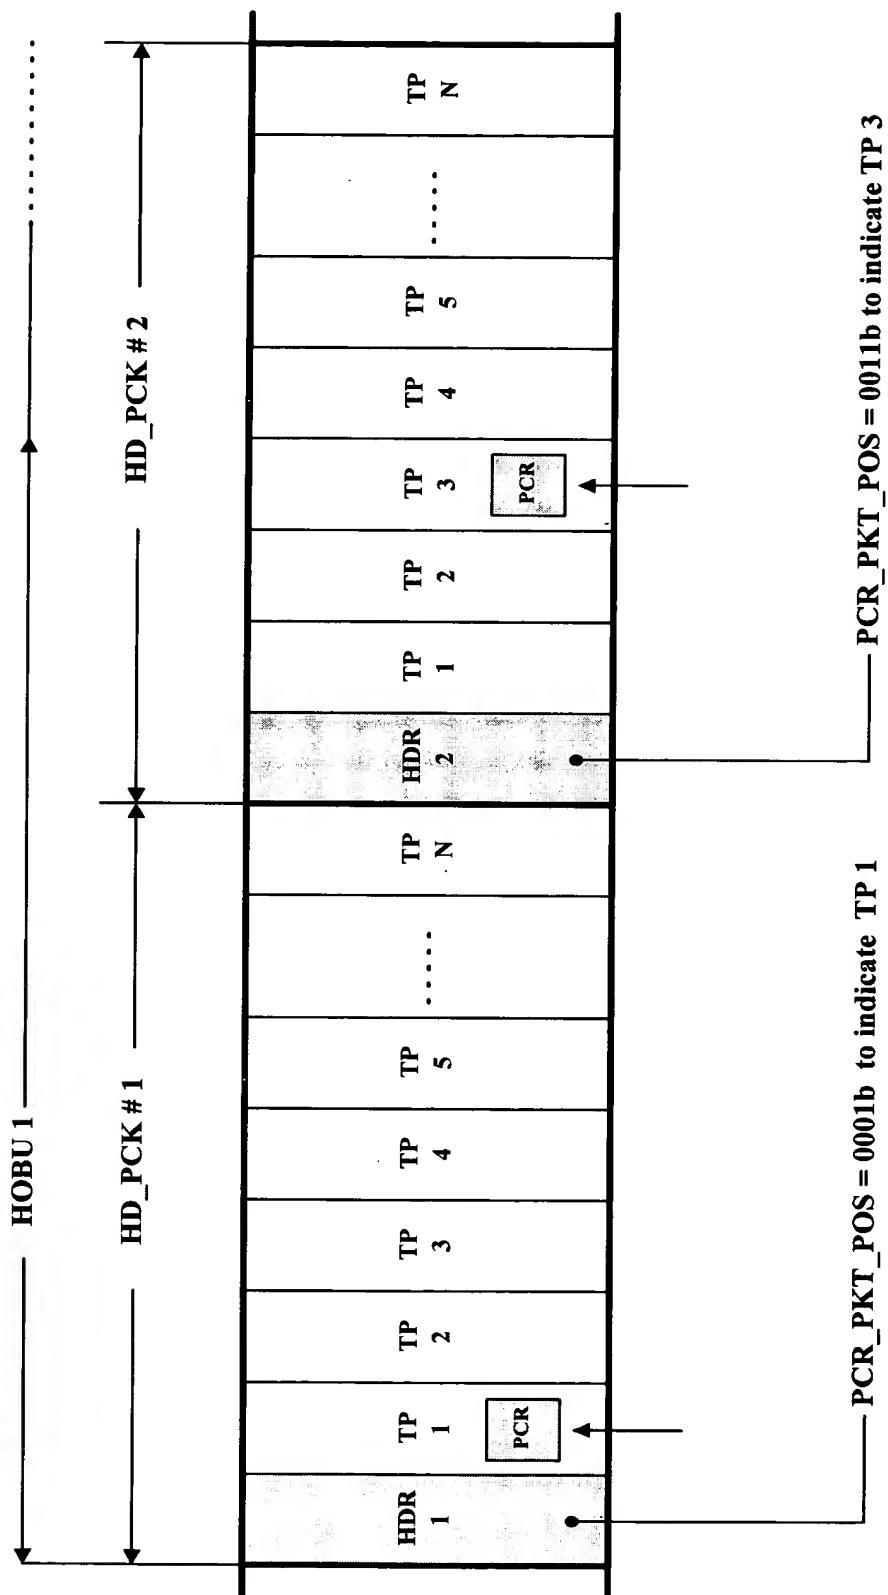 HOBU 1
HD_PCK # 1
HD_PCK # 2
HDR 1
TP 1
PCR
TP 2
TP 3
TP 4
TP 5
.....
TP N
HDR 2
TP 1
TP 2
TP 3
PCR
TP 4
TP 5
.....
TP N
PCR_PKT_POS = 0001b to indicate TP 1
PCR_PKT_POS = 0011b to indicate TP 3